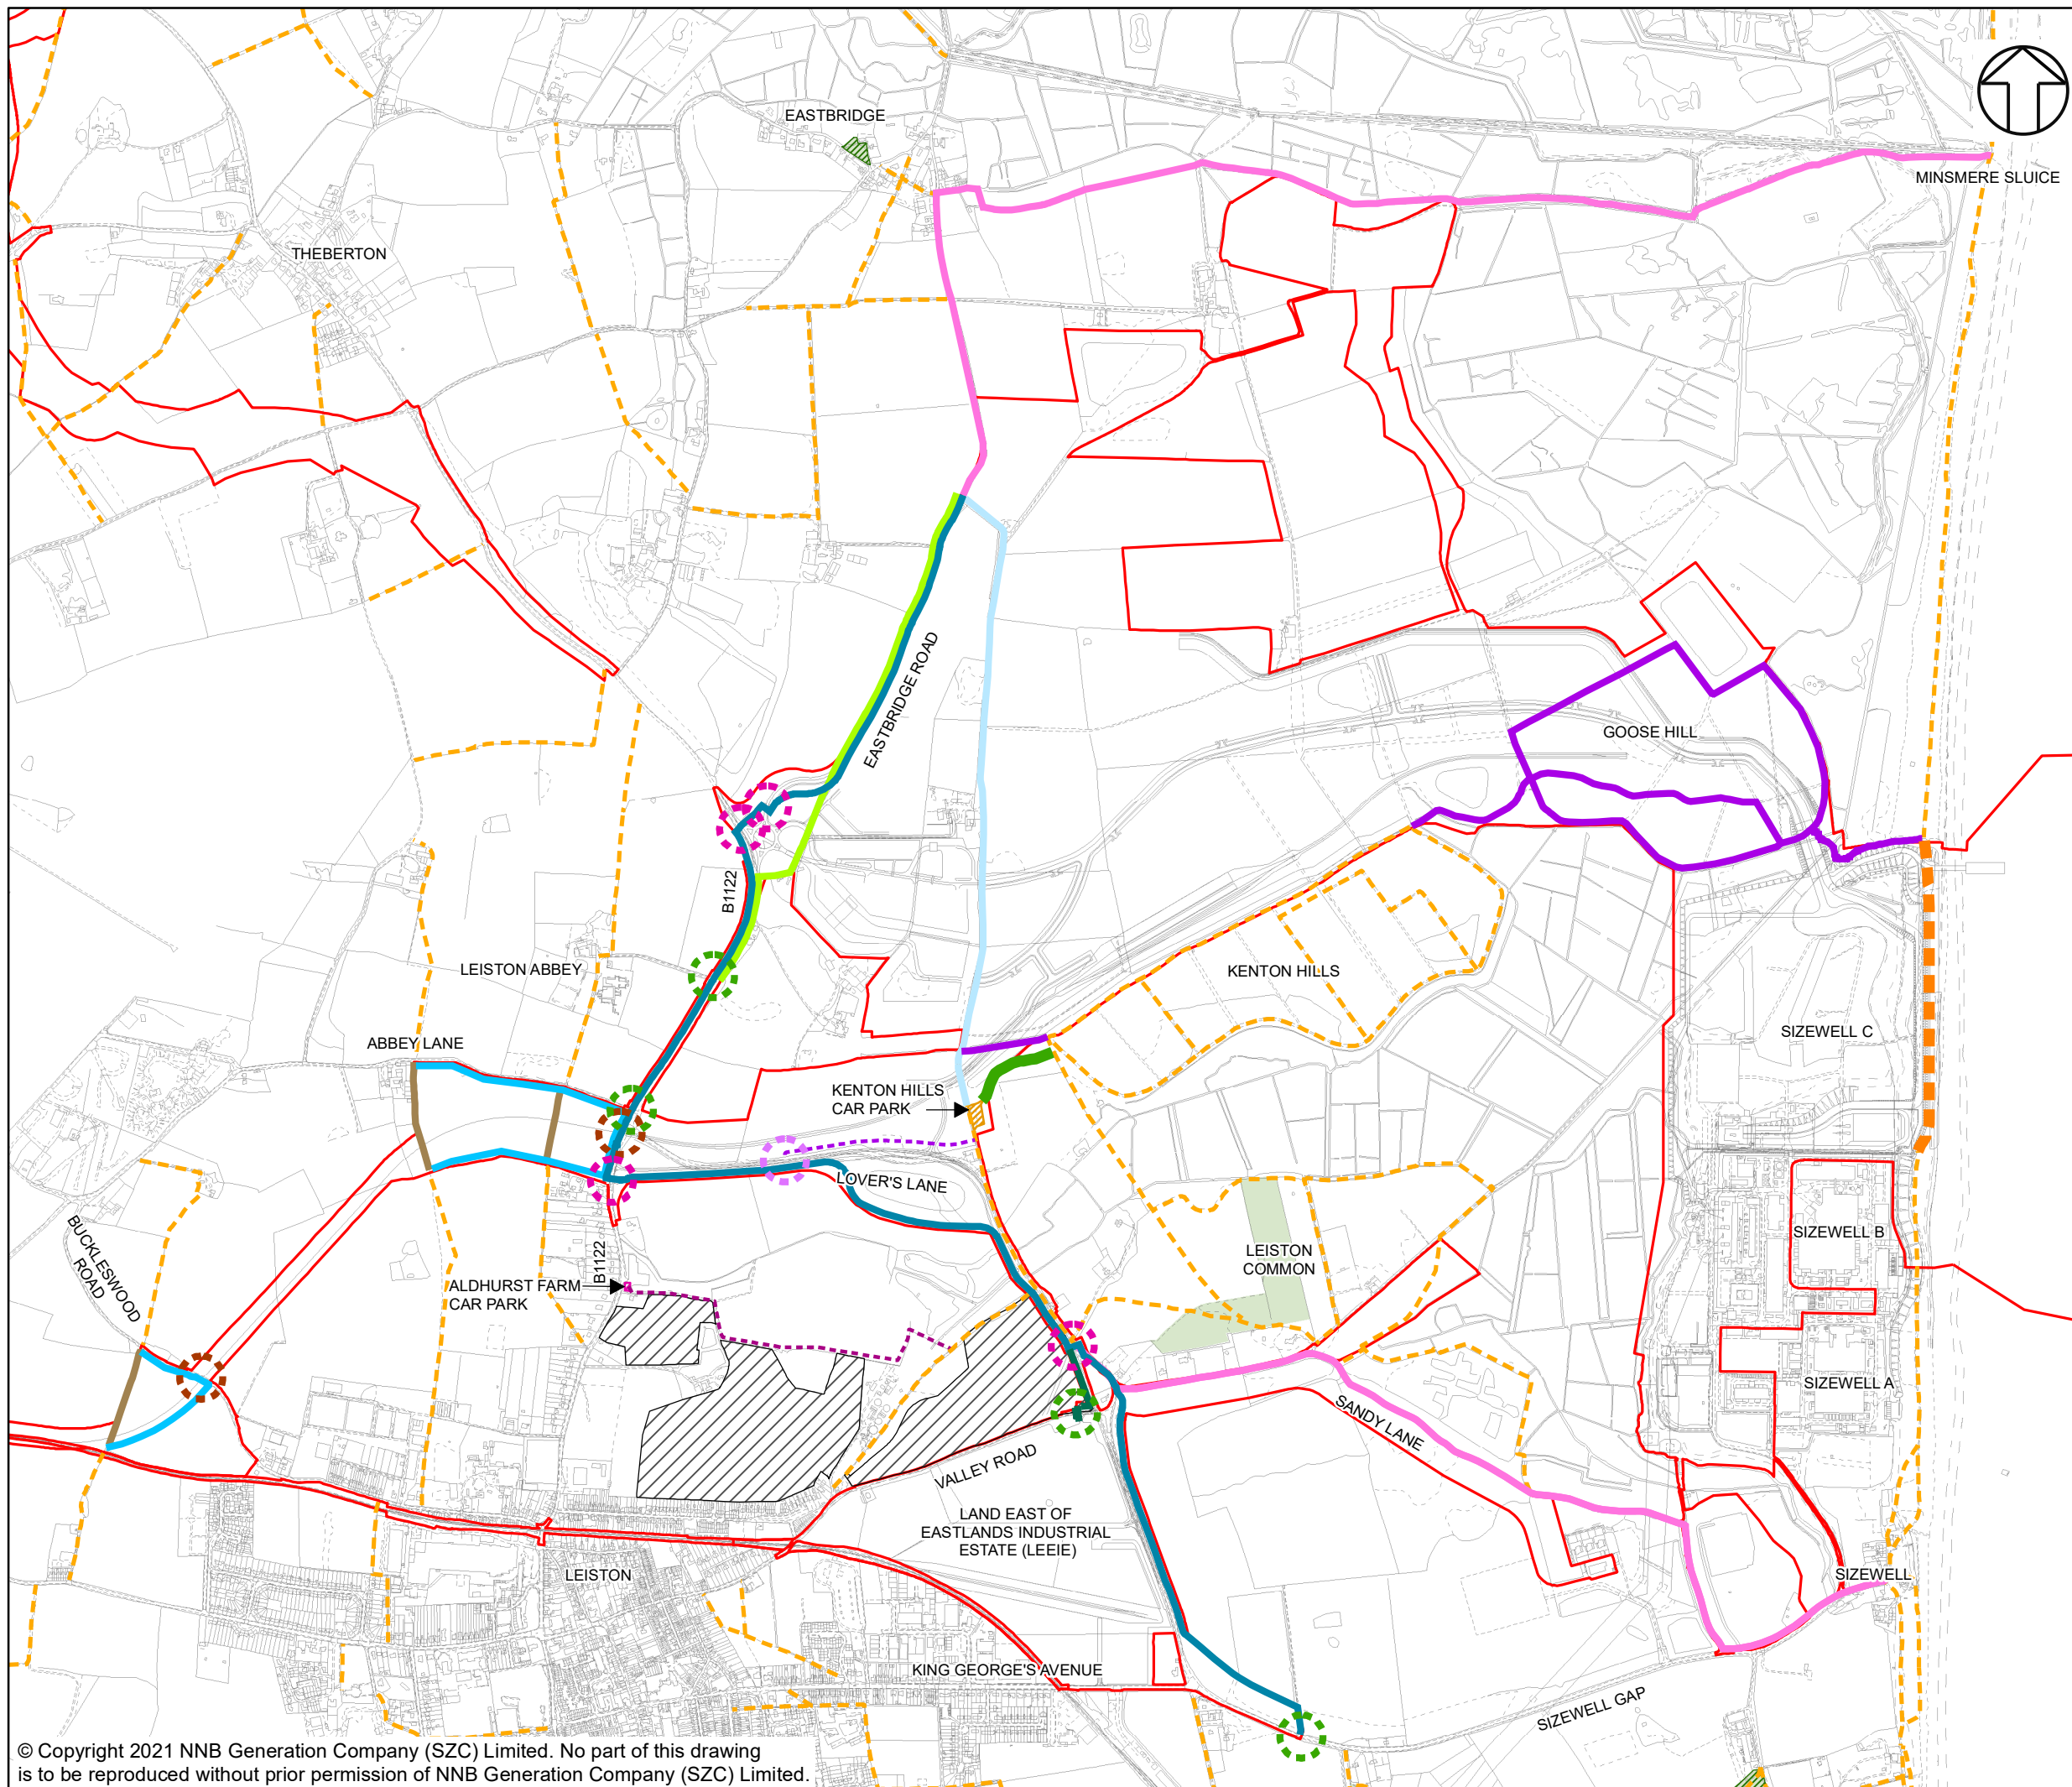 EASTBRIDGE
MINSMERE SLUICE
THEBERTON
EASTBRIDGE ROAD
GOOSE HILL
B1122
LEISTON ABBEY
KENTON HILLS
SIZEWELL C
ABBEY LANE
KENTON HILLS
CAR PARK
LOVER'S LANE
BUCKLESWOOD
ROAD
B1122
SIZEWELL B
LEISTON
COMMON
ALDHURST FARM
CAR PARK
SIZEWELL A
SANDY LANE
VALLEY ROAD
LAND EAST OF
EASTLANDS INDUSTRIAL
ESTATE (LEEIE)
LEISTON
SIZEWELL
KING GEORGE'S AVENUE
SIZEWELL GAP
© Copyright 2021 NNB Generation Company (SZC) Limited. No part of this drawing
is to be reproduced without prior permission of NNB Generation Company (SZC) Limited.